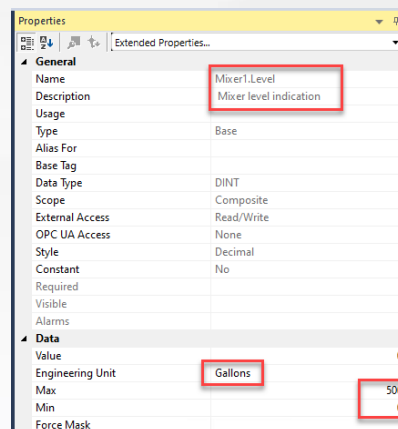 Properties
Extended Properties...
General
Name Mixer1.Level
Description Mixer level indication
Usage
Type Base
Alias For
Base Tag
Data Type DINT
Scope Composite
External Access Read/Write
OPC UA Access None
Style Decimal
Constant No
Required
Visible
Alarms
Data
Value
Engineering Unit Gallons
Max
Min
Force Mask